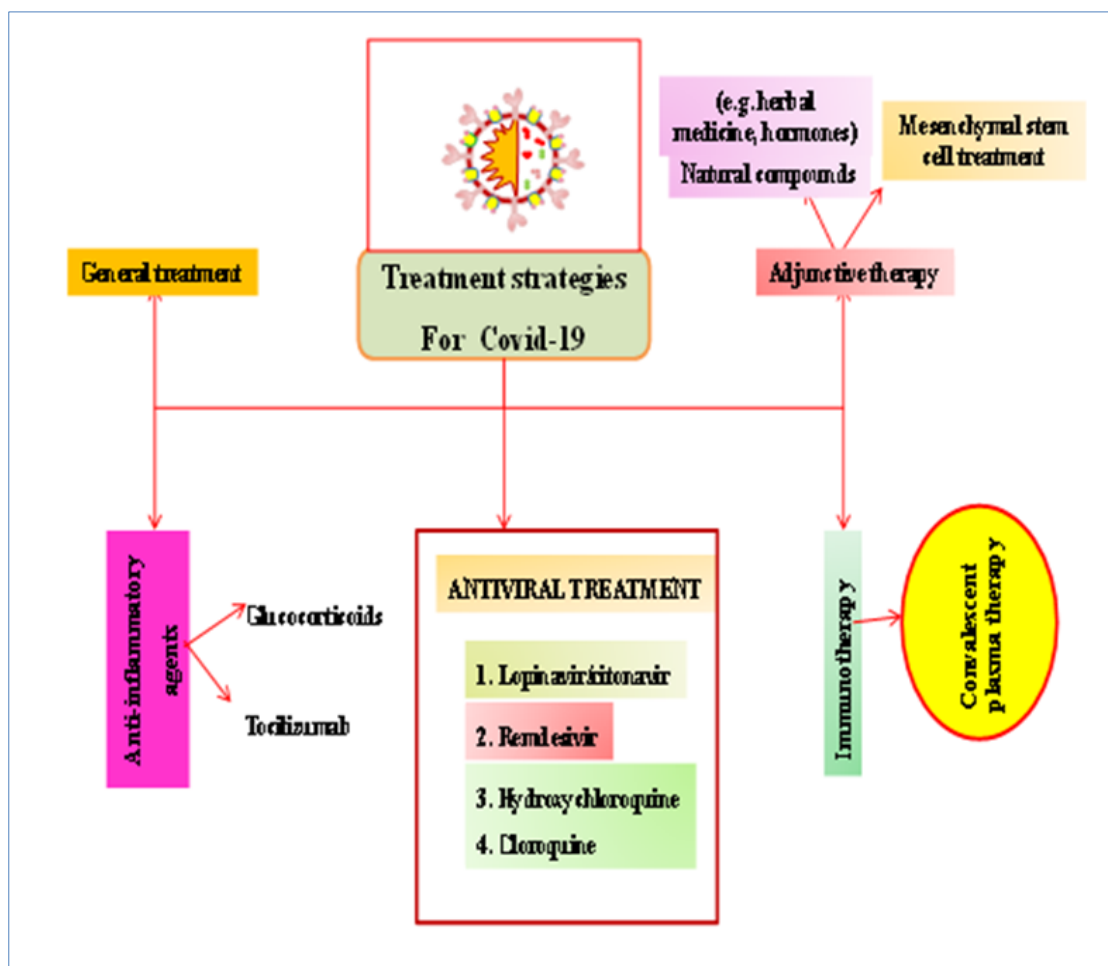 (e.g. herbal
medicine, hormones)
Natural compounds
Mesenchymal stem
cell treatment
General treatment
Treatment strategies
For Covid-19
Adjunctive therapy
Anti-inflammatory
agents
Glucocorticoids
Tocilizumab
ANTIVIRAL TREATMENT
1. Lopinavir/ritonavir
2. Remdesivir
3. Hydroxychloroquine
4. Cloroquine
Immunotherapy
Convalescent
plasma therapy